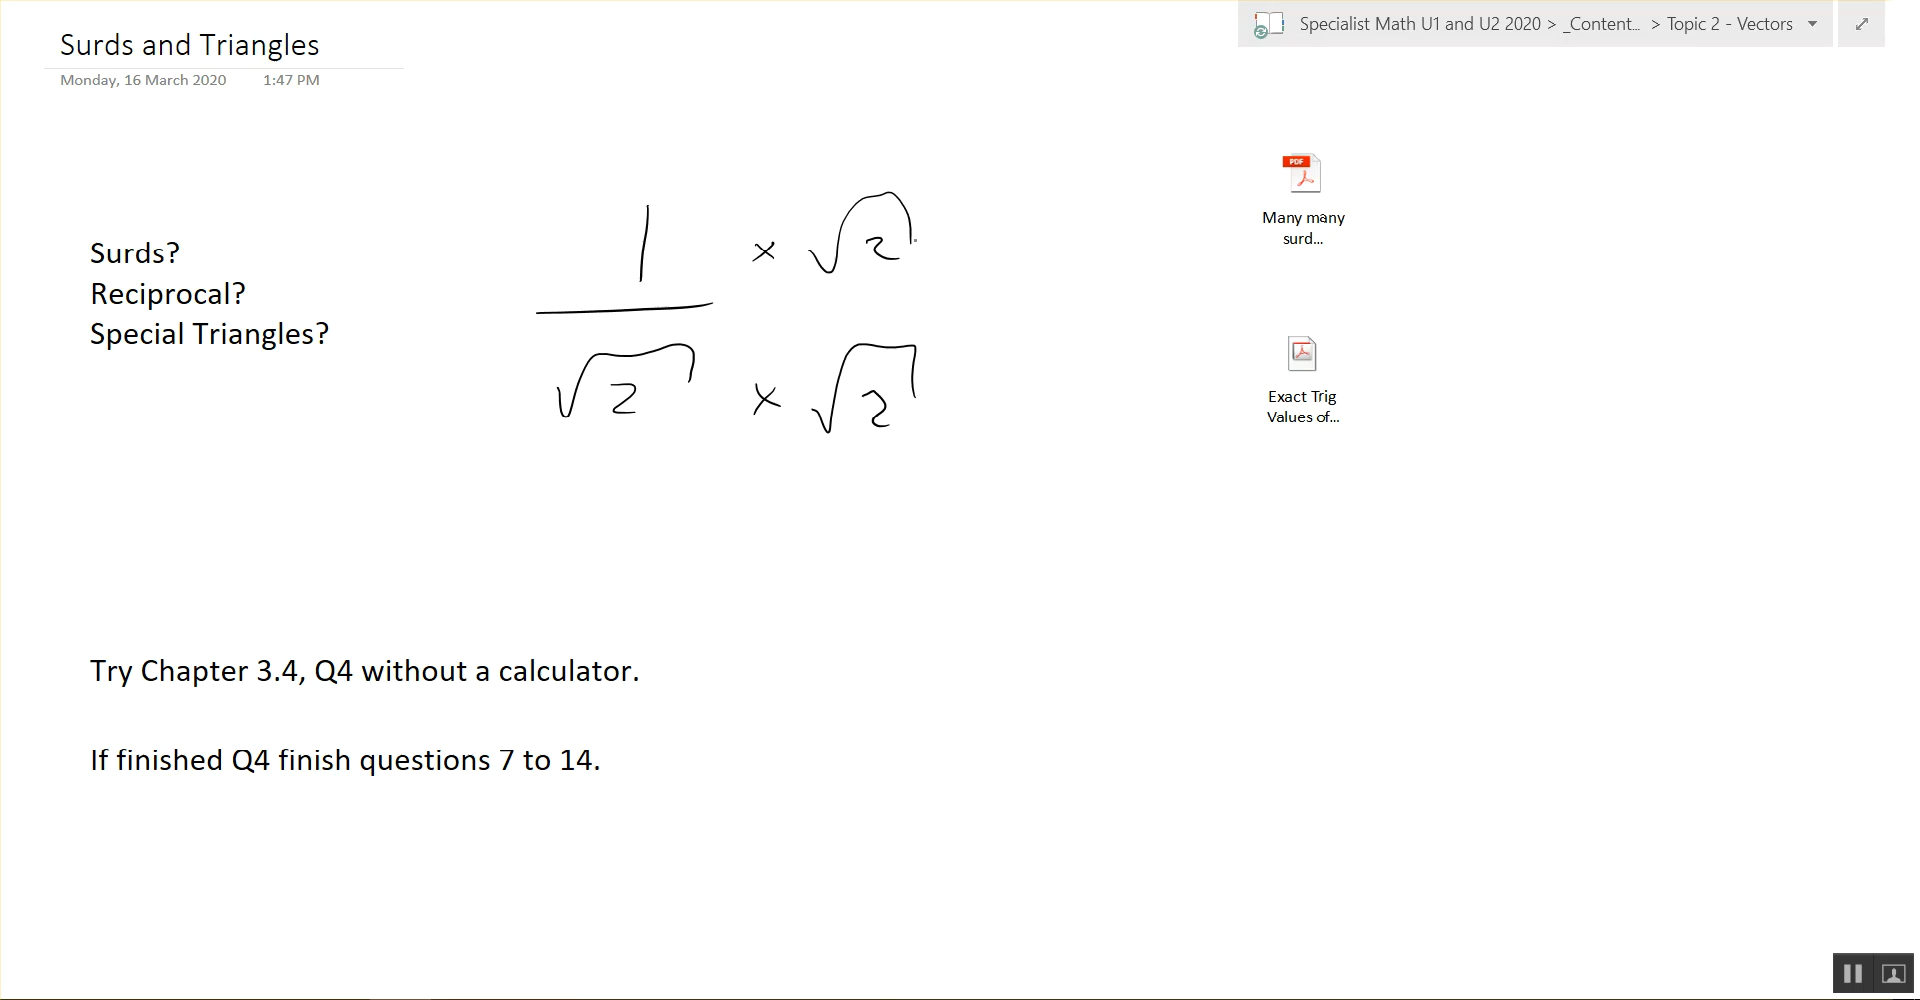 Surds and Triangles
Monday, 16 March 2020 1:47 PM
Specialist Math U1 and U2 2020 > _Content... > Topic 2 - Vectors
Surds?
Reciprocal?
Special Triangles?
1 × √2
√2 × √2
PDF
Many many
surd...
Exact Trig
Values of...
Try Chapter 3.4, Q4 without a calculator.
If finished Q4 finish questions 7 to 14.